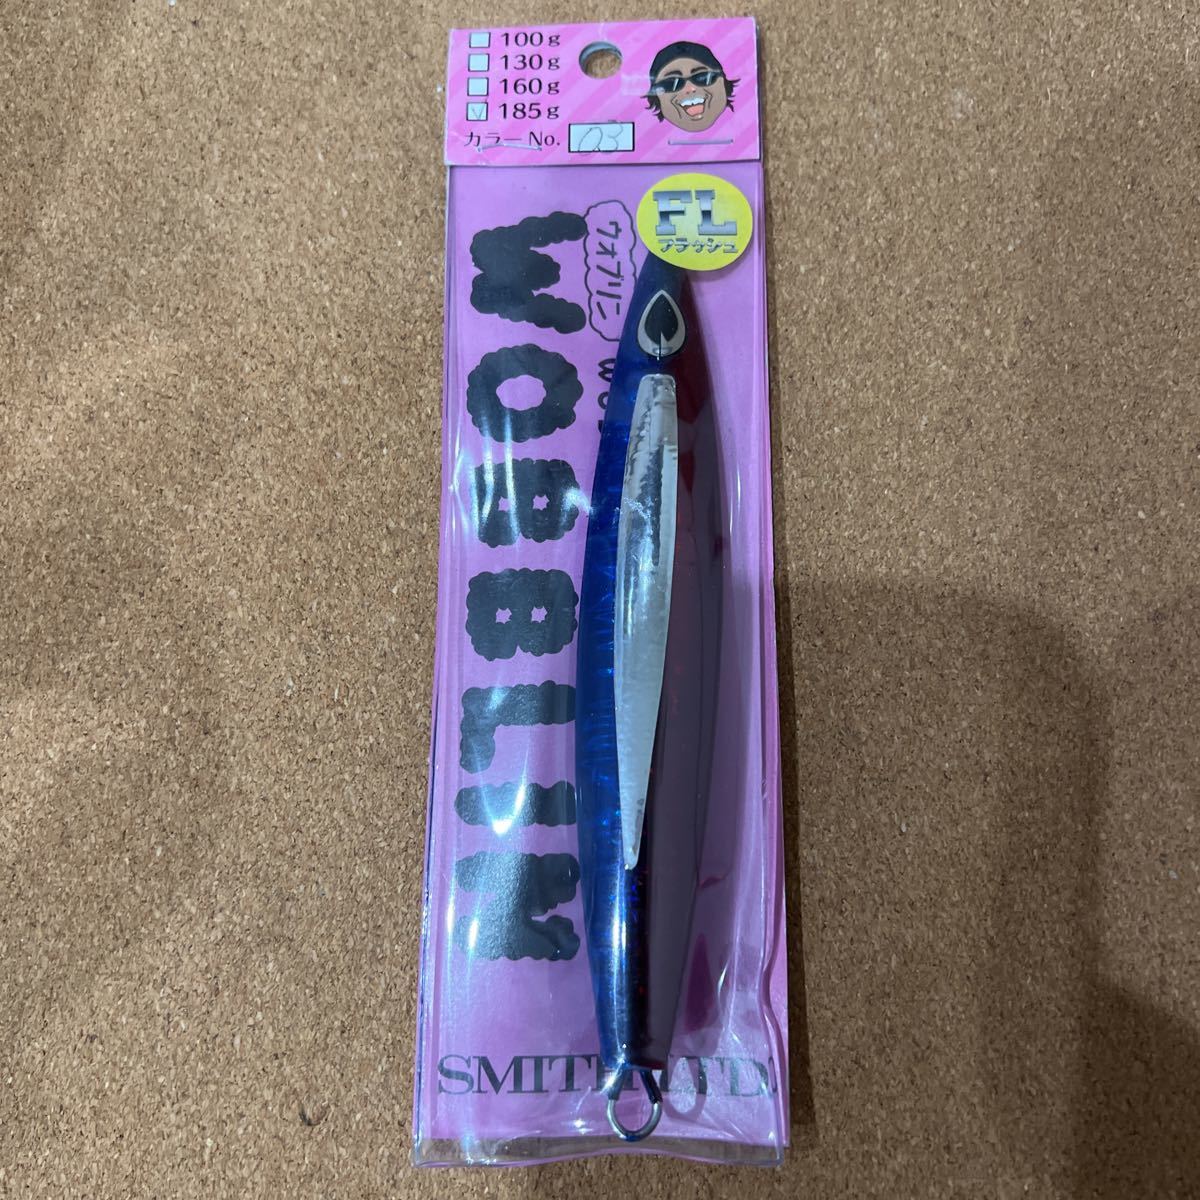 100g
130g
160g
185g
カラーNo. 03
FL
フラッシュ
ウォブリン
WOBBLIN
SMITH LTD.